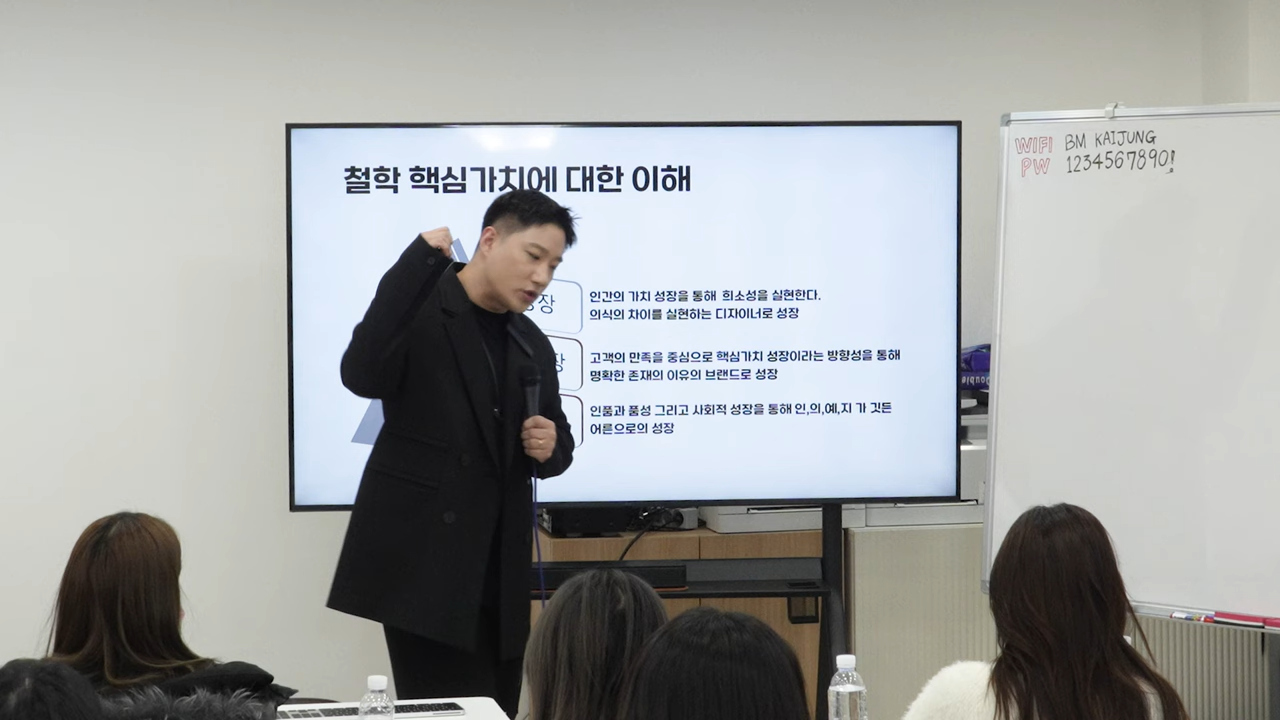 철학 핵심가치에 대한 이해
인간의 가치 성장을 통해 희소성을 실현한다.
의식의 차이를 실현하는 디자이너로 성장
고객의 만족을 중심으로 핵심가치 성장이라는 방향성을 통해
명확한 존재의 이유의 브랜드로 성장
인품과 품성 그리고 사회적 성장을 통해 인,의,예,지 가 깃든
어른으로의 성장
WIFI BM KAIJUNG
PW 1234567890!
Double